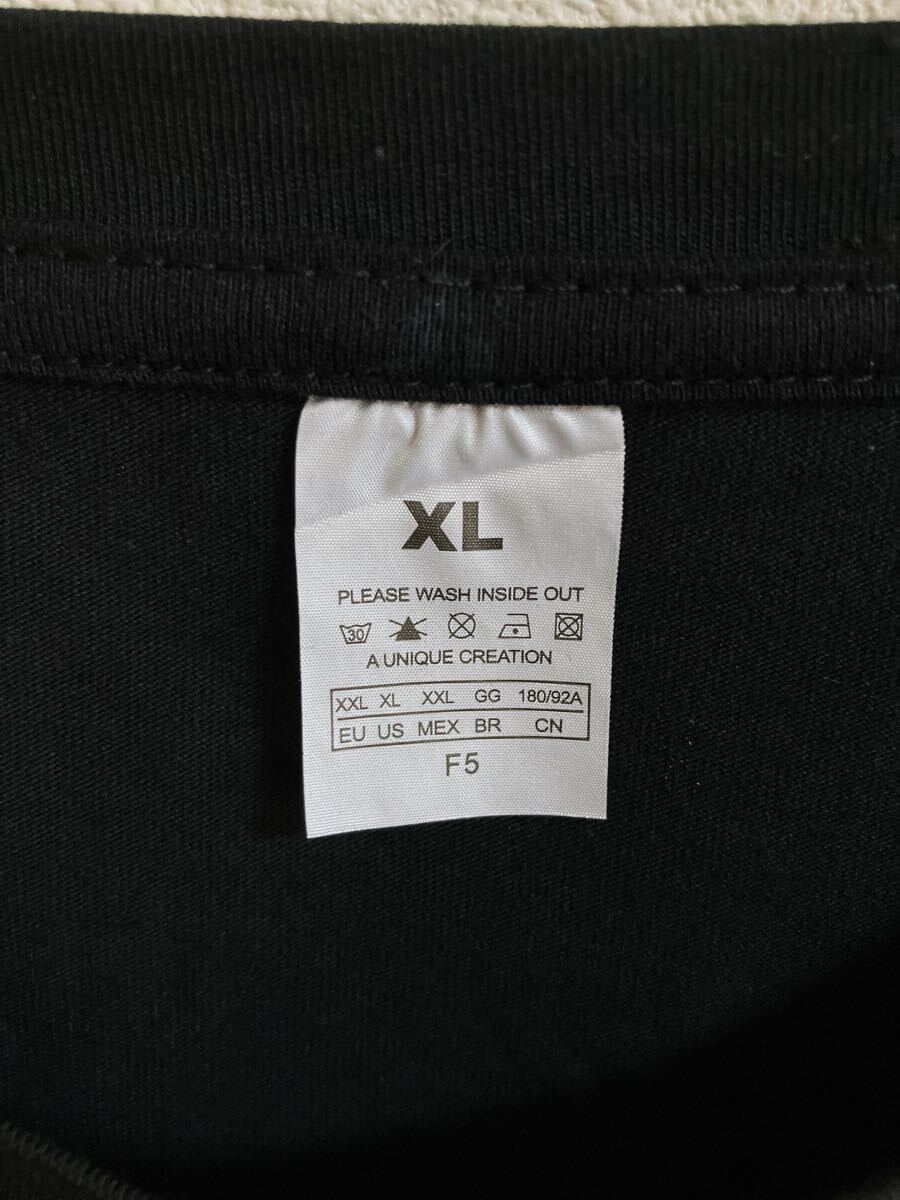 XL
PLEASE WASH INSIDE OUT
30
A UNIQUE CREATION
XXL XL XXL GG 180/92A
EU US MEX BR CN
F5